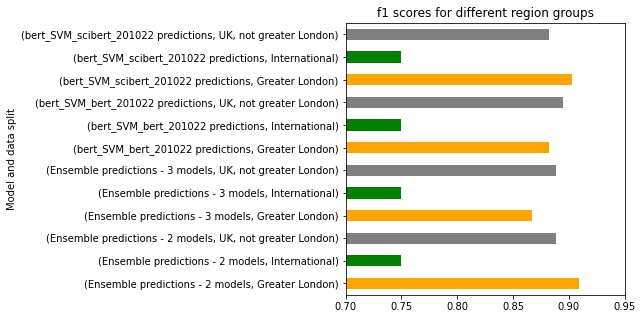 f1 scores for different region groups
(bert_SVM_scibert_201022 predictions, UK, not greater London)
(bert_SVM_scibert_201022 predictions, International)
(bert_SVM_scibert_201022 predictions, Greater London)
(bert_SVM_bert_201022 predictions, UK, not greater London)
(bert_SVM_bert_201022 predictions, International)
(bert_SVM_bert_201022 predictions, Greater London)
(Ensemble predictions - 3 models, UK, not greater London)
(Ensemble predictions - 3 models, International)
(Ensemble predictions - 3 models, Greater London)
(Ensemble predictions - 2 models, UK, not greater London)
(Ensemble predictions - 2 models, International)
(Ensemble predictions - 2 models, Greater London)
Model and data split
0.70 0.75 0.80 0.85 0.90 0.95